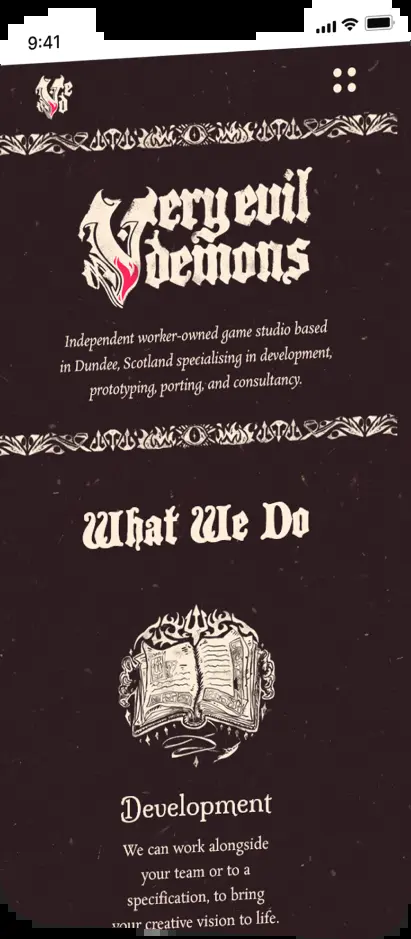 9:41
Ve
d
Very evil
demons
Independent worker-owned game studio based
in Dundee, Scotland specialising in development,
prototyping, porting, and consultancy.
What We Do
Development
We can work alongside
your team or to a
specification, to bring
your creative vision to life.